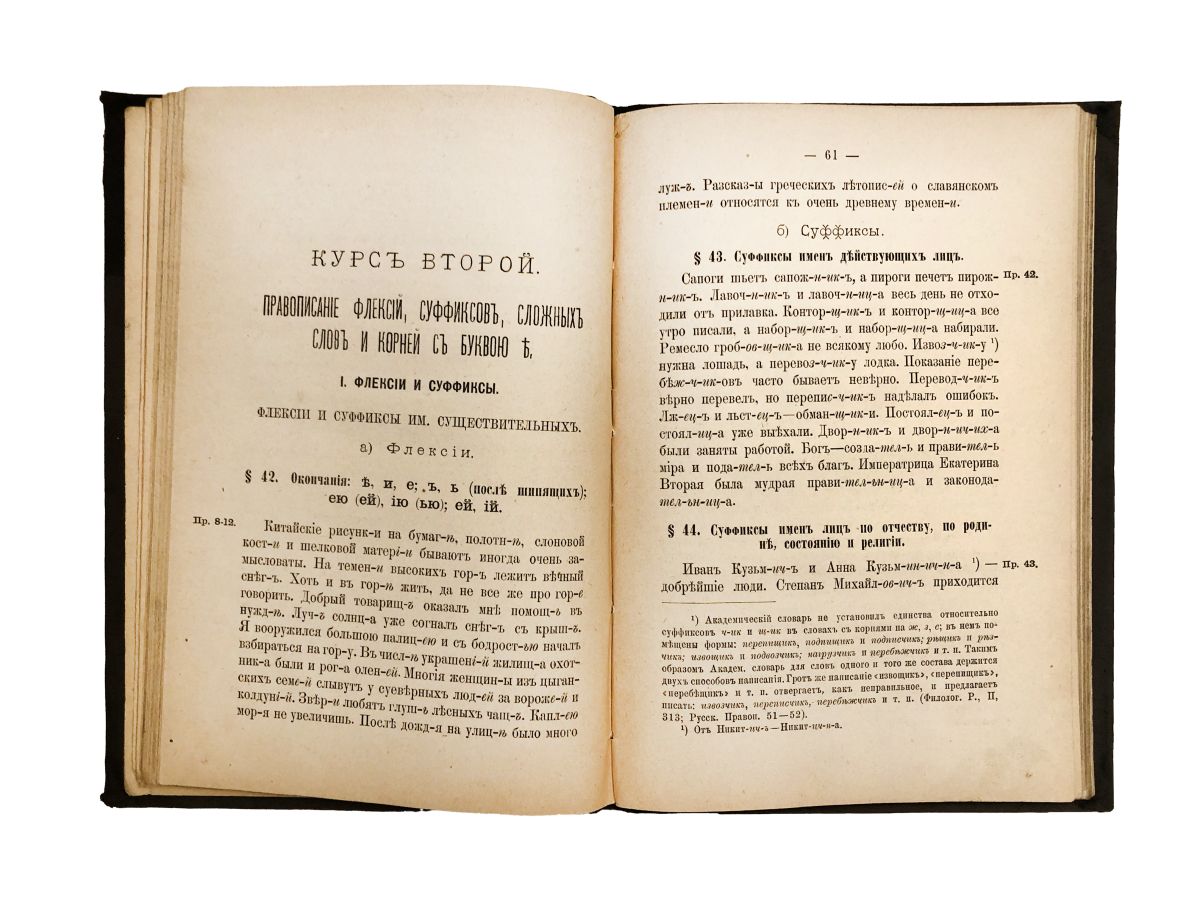 КУРСЪ ВТОРОЙ.
ПРАВОПИСАНІЕ ФЛЕКСІЙ, СУФФИКСОВЪ, СЛОЖНЫХЪ
СЛОВЪ И КОРНЕЙ СЪ БУКВОЮ Ѣ,
I. ФЛЕКСІИ И СУФФИКСЫ.
ФЛЕКСІИ И СУФФИКСЫ ИМ. СУЩЕСТВИТЕЛЬНЫХЪ.
а) Флексіи.
§ 42. Окончанія: ѣ, и, е; ъ, ь (послѣ шипящихъ);
ею (ей), ію (ью); ей, ій.
Пр. 8-12.
Китайскіе рисунк-и на бумаг-ѣ, полотн-ѣ, слоновой
кост-и и шелковой матерi-и бываютъ иногда очень за-
мысловаты. На темен-и высокихъ гор-ъ лежитъ вѣчный
снѣг-ъ. Хоть и въ гор-ѣ жить, да не все же про гор-е
говорить. Добрый товарищ-ъ оказалъ мнѣ помощ-ь въ
нужд-ѣ. Луч-ъ солнц-а уже согналъ снѣг-ъ съ крыш-ъ.
Я вооружился большою палиц-ею и съ бодрост-ью началъ
взбираться на гор-у. Въ числ-ѣ украшенi-й жилищ-а охот-
ник-а были и рог-а олен-ей. Многія женщин-ы изъ цыган-
скихъ семе-й слывутъ у суевѣрныхъ люд-ей за вороже-й и
колдуні-й. Звѣр-и любятъ глуш-ь лѣсныхъ чащ-ъ. Капл-ею
мор-я не увеличишь. Послѣ дожд-я на улиц-ѣ было много
— 61 —
луж-ъ. Разсказ-ы греческихъ лѣтопис-ей о славянскомъ
племен-и относятся къ очень древнему времен-и.
б) Суффиксы.
§ 43. Суффиксы именъ дѣйствующихъ лицъ.
Сапоги шьетъ сапож-н-ик-ъ, а пироги печетъ пирож-
Пр. 42.
н-ик-ъ. Лавоч-н-ик-ъ и лавоч-н-иц-а весь день не отхо-
дили отъ прилавка. Контор-щ-ик-ъ и контор-щ-иц-а все
утро писали, а набор-щ-ик-ъ и набор-щ-иц-а набирали.
Ремесло гроб-ов-щ-ик-а не всякому любо. Извоз-ч-ик-у ¹)
нужна лошадь, а перевоз-ч-ик-у лодка. Показаніе пере-
бѣж-ч-ик-овъ часто бываетъ невѣрно. Перевод-ч-ик-ъ
вѣрно перевелъ, но перепис-ч-ик-ъ надѣлалъ ошибокъ.
Лж-ец-ъ и льст-ец-ъ—обман-щ-ик-и. Постоял-ец-ъ и по-
стоял-иц-а уже выѣхали. Двор-н-ик-ъ и двор-н-ич-их-а
были заняты работой. Богъ—созда-тел-ь и прави-тел-ь
міра и пода-тел-ь всѣхъ благъ. Императрица Екатерина
Вторая была мудрая прави-тел-ьн-иц-а и законода-
тел-ьн-иц-а.
§ 44. Суффиксы именъ лицъ по отчеству, по роди-
нѣ, состоянію и религіи.
Иванъ Кузьм-ич-ъ и Анна Кузьм-ин-ич-н-а ¹) —
Пр. 43.
добрѣйшіе люди. Степанъ Михайл-ов-ич-ъ приходится
¹) Академическій словарь не установилъ единства относительно
суффиксовъ ч-ик и щ-ик въ словахъ съ корнями на ж, з, с; въ немъ по-
мѣщены формы: перепищикъ, подпищикъ и подписчикъ; рѣщикъ и рѣз-
чикъ; извощикъ и подвозчикъ; нагрузчикъ и перебѣжчикъ и т. п. Такимъ
образомъ Академ. словарь для словъ одного и того же состава держится
двухъ способовъ написанія. Гротъ же написаніе «извощикъ», «перепищикъ»,
«перебѣщикъ» и т. п. отвергаетъ, какъ неправильное, и предлагаетъ
писать: извозчикъ, переписчикъ, перебѣжчикъ и т. п. (Филолог. Р., II,
313; Русск. Правоп. 51—52).
¹) Отъ Никит-ич-ъ—Никит-ич-н-а.